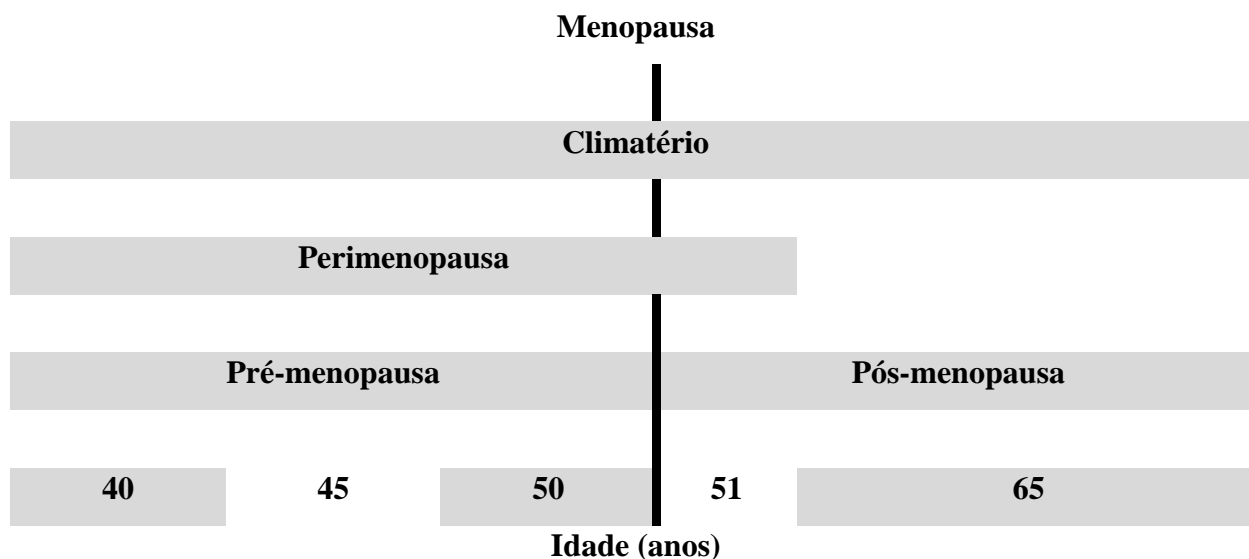 Menopausa
Climatério
Perimenopausa
Pré-menopausa Pós-menopausa
40 45 50 51 65
Idade (anos)